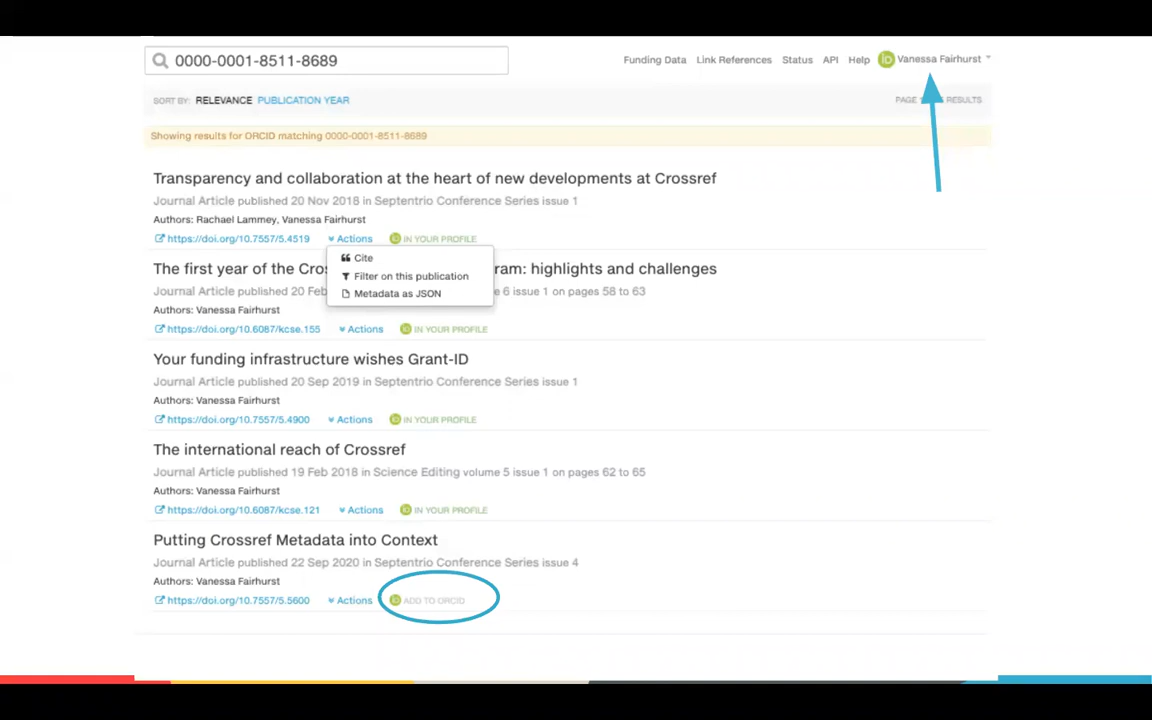 0000-0001-8511-8689
Funding Data Link References Status API Help iD Vanessa Fairhurst
SORT BY: RELEVANCE PUBLICATION YEAR
PAGE RESULTS
Showing results for ORCID matching 0000-0001-8511-8689
Transparency and collaboration at the heart of new developments at Crossref
Journal Article published 20 Nov 2018 in Septentrio Conference Series issue 1
Authors: Rachael Lammey, Vanessa Fairhurst
https://doi.org/10.7557/5.4519 Actions iD IN YOUR PROFILE
Cite
Filter on this publication
Metadata as JSON
The first year of the Cros ram: highlights and challenges
Journal Article published 20 Feb e 6 issue 1 on pages 58 to 63
Authors: Vanessa Fairhurst
https://doi.org/10.6087/kcse.155 Actions iD IN YOUR PROFILE
Your funding infrastructure wishes Grant-ID
Journal Article published 20 Sep 2019 in Septentrio Conference Series issue 1
Authors: Vanessa Fairhurst
https://doi.org/10.7557/5.4900 Actions iD IN YOUR PROFILE
The international reach of Crossref
Journal Article published 19 Feb 2018 in Science Editing volume 5 issue 1 on pages 62 to 65
Authors: Vanessa Fairhurst
https://doi.org/10.6087/kcse.121 Actions iD IN YOUR PROFILE
Putting Crossref Metadata into Context
Journal Article published 22 Sep 2020 in Septentrio Conference Series issue 4
Authors: Vanessa Fairhurst
https://doi.org/10.7557/5.5600 Actions iD ADD TO ORCID